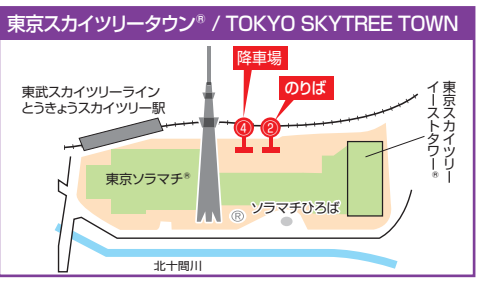 東京スカイツリータウン® / TOKYO SKYTREE TOWN
降車場
のりば
東武スカイツリーライン
とうきょうスカイツリー駅
④
②
東京スカイツリー
イーストタワー®
東京ソラマチ®
®
ソラマチひろば
北十間川